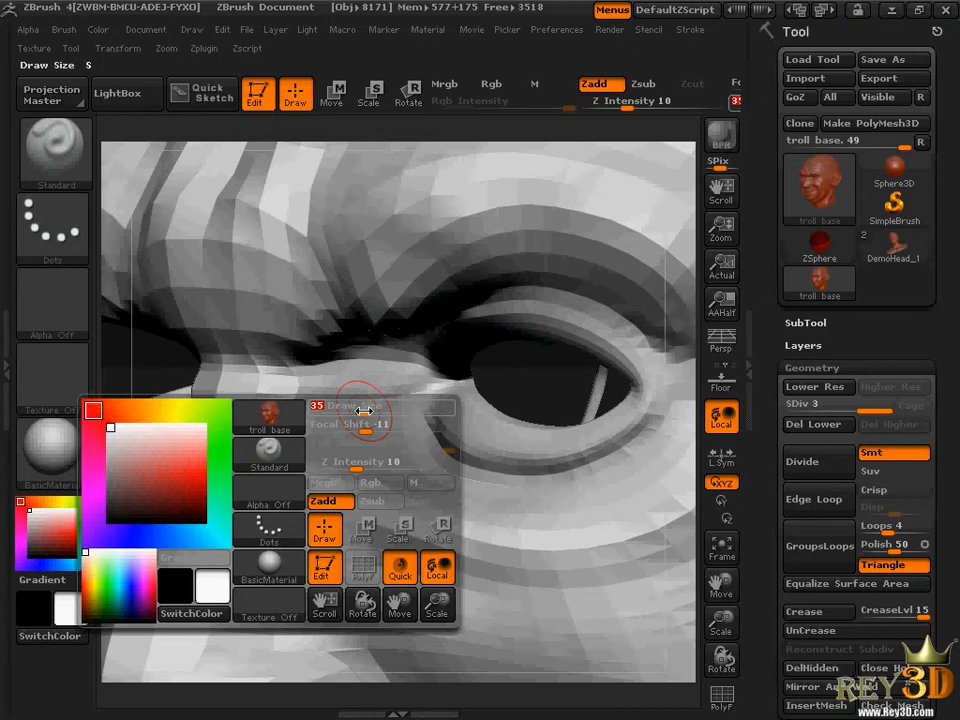 ZBrush 4[ZWBM-BMCU-ADEJ-FYXO] ZBrush Document [Obj> 8171] Mem> 577+175 Free> 3518 Menus DefaultZScript
Alpha Brush Color Document Draw Edit File Layer Light Macro Marker Material Movie Picker Preferences Render Stencil Stroke
Texture Tool Transform Zoom Zplugin Zscript
Draw Size S
Projection Master
LightBox
Quick Sketch
Edit
Draw
Move
Scale
Rotate
Mrgb Rgb M
Rgb Intensity
Zadd Zsub Zcut
Z Intensity 10
Fo
35
Standard
Dots
Alpha Off
Texture Off
BasicMaterial
Gradient
SwitchColor
troll base
Standard
Alpha Off
Dots
BasicMaterial
Texture Off
SwitchColor
35 Draw Size
Focal Shift -11
Z Intensity 10
Mrgb Rgb M
Zadd Zsub
Draw Move Scale Rotate
Edit PolyF Quick Local
Scroll Rotate Move Scale
BPR
SPix
Scroll
Zoom
Actual
AAHalf
Persp
Floor
Local
L.Sym
XYZ
Frame
Move
Scale
Rotate
PolyF
Tool
Load Tool Save As
Import Export
GoZ All Visible R
Clone Make PolyMesh3D
troll base. 49 R
troll base
Sphere3D
SimpleBrush
ZSphere
2
DemoHead_1
troll base
SubTool
Layers
Geometry
Lower Res Higher Res
SDiv 3 Cage
Del Lower Del Higher
Divide
Smt
Suv
Edge Loop
Crisp
Disp
GroupsLoops
Loops 4
Polish 50
Triangle
Equalize Surface Area
Crease CreaseLvl 15
UnCrease
Reconstruct Subdiv
DelHidden Close Ho
Mirror A
InsertMesh Check Mesh
REY3D
www.Rey3D.com